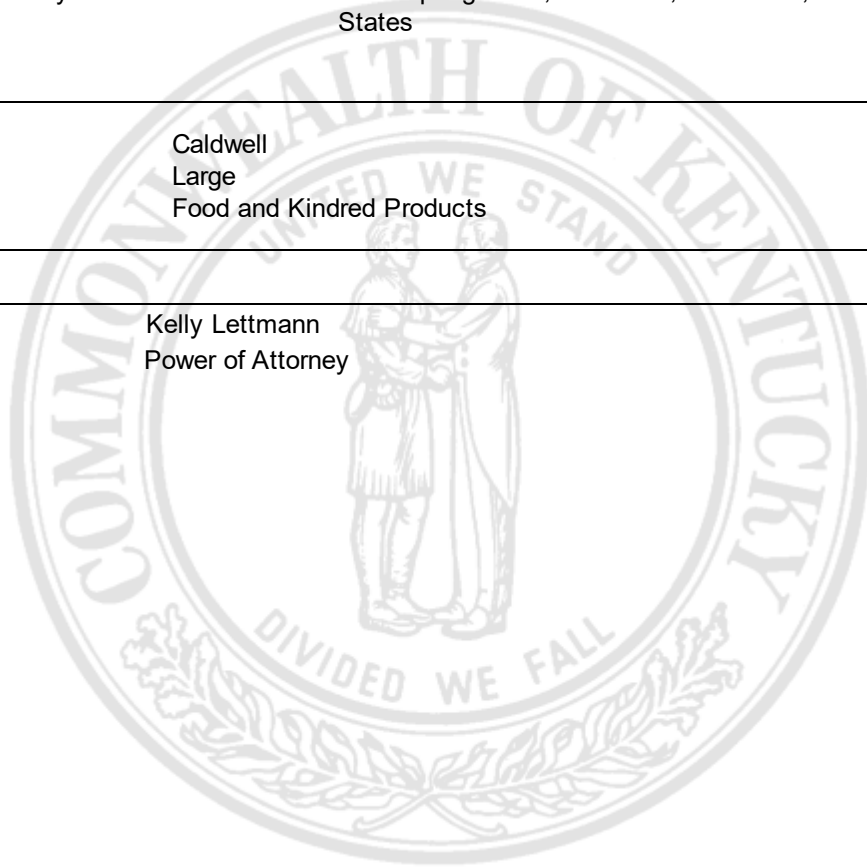 States
Caldwell
Large
Food and Kindred Products
Kelly Lettmann
Power of Attorney
COMMONWEALTH OF KENTUCKY
UNITED WE STAND
DIVIDED WE FALL